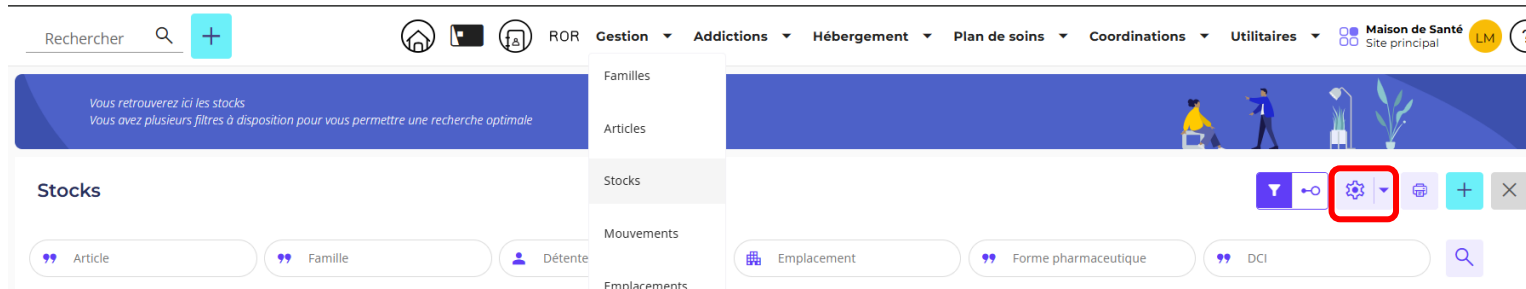 Rechercher
ROR Gestion Addictions Hébergement Plan de soins Coordinations Utilitaires
Maison de Santé
Site principal
LM
?
Familles
Articles
Stocks
Mouvements
Emplacements
Vous retrouverez ici les stocks
Vous avez plusieurs filtres à disposition pour vous permettre une recherche optimale
Stocks
Article Famille Détente Emplacement Forme pharmaceutique DCI